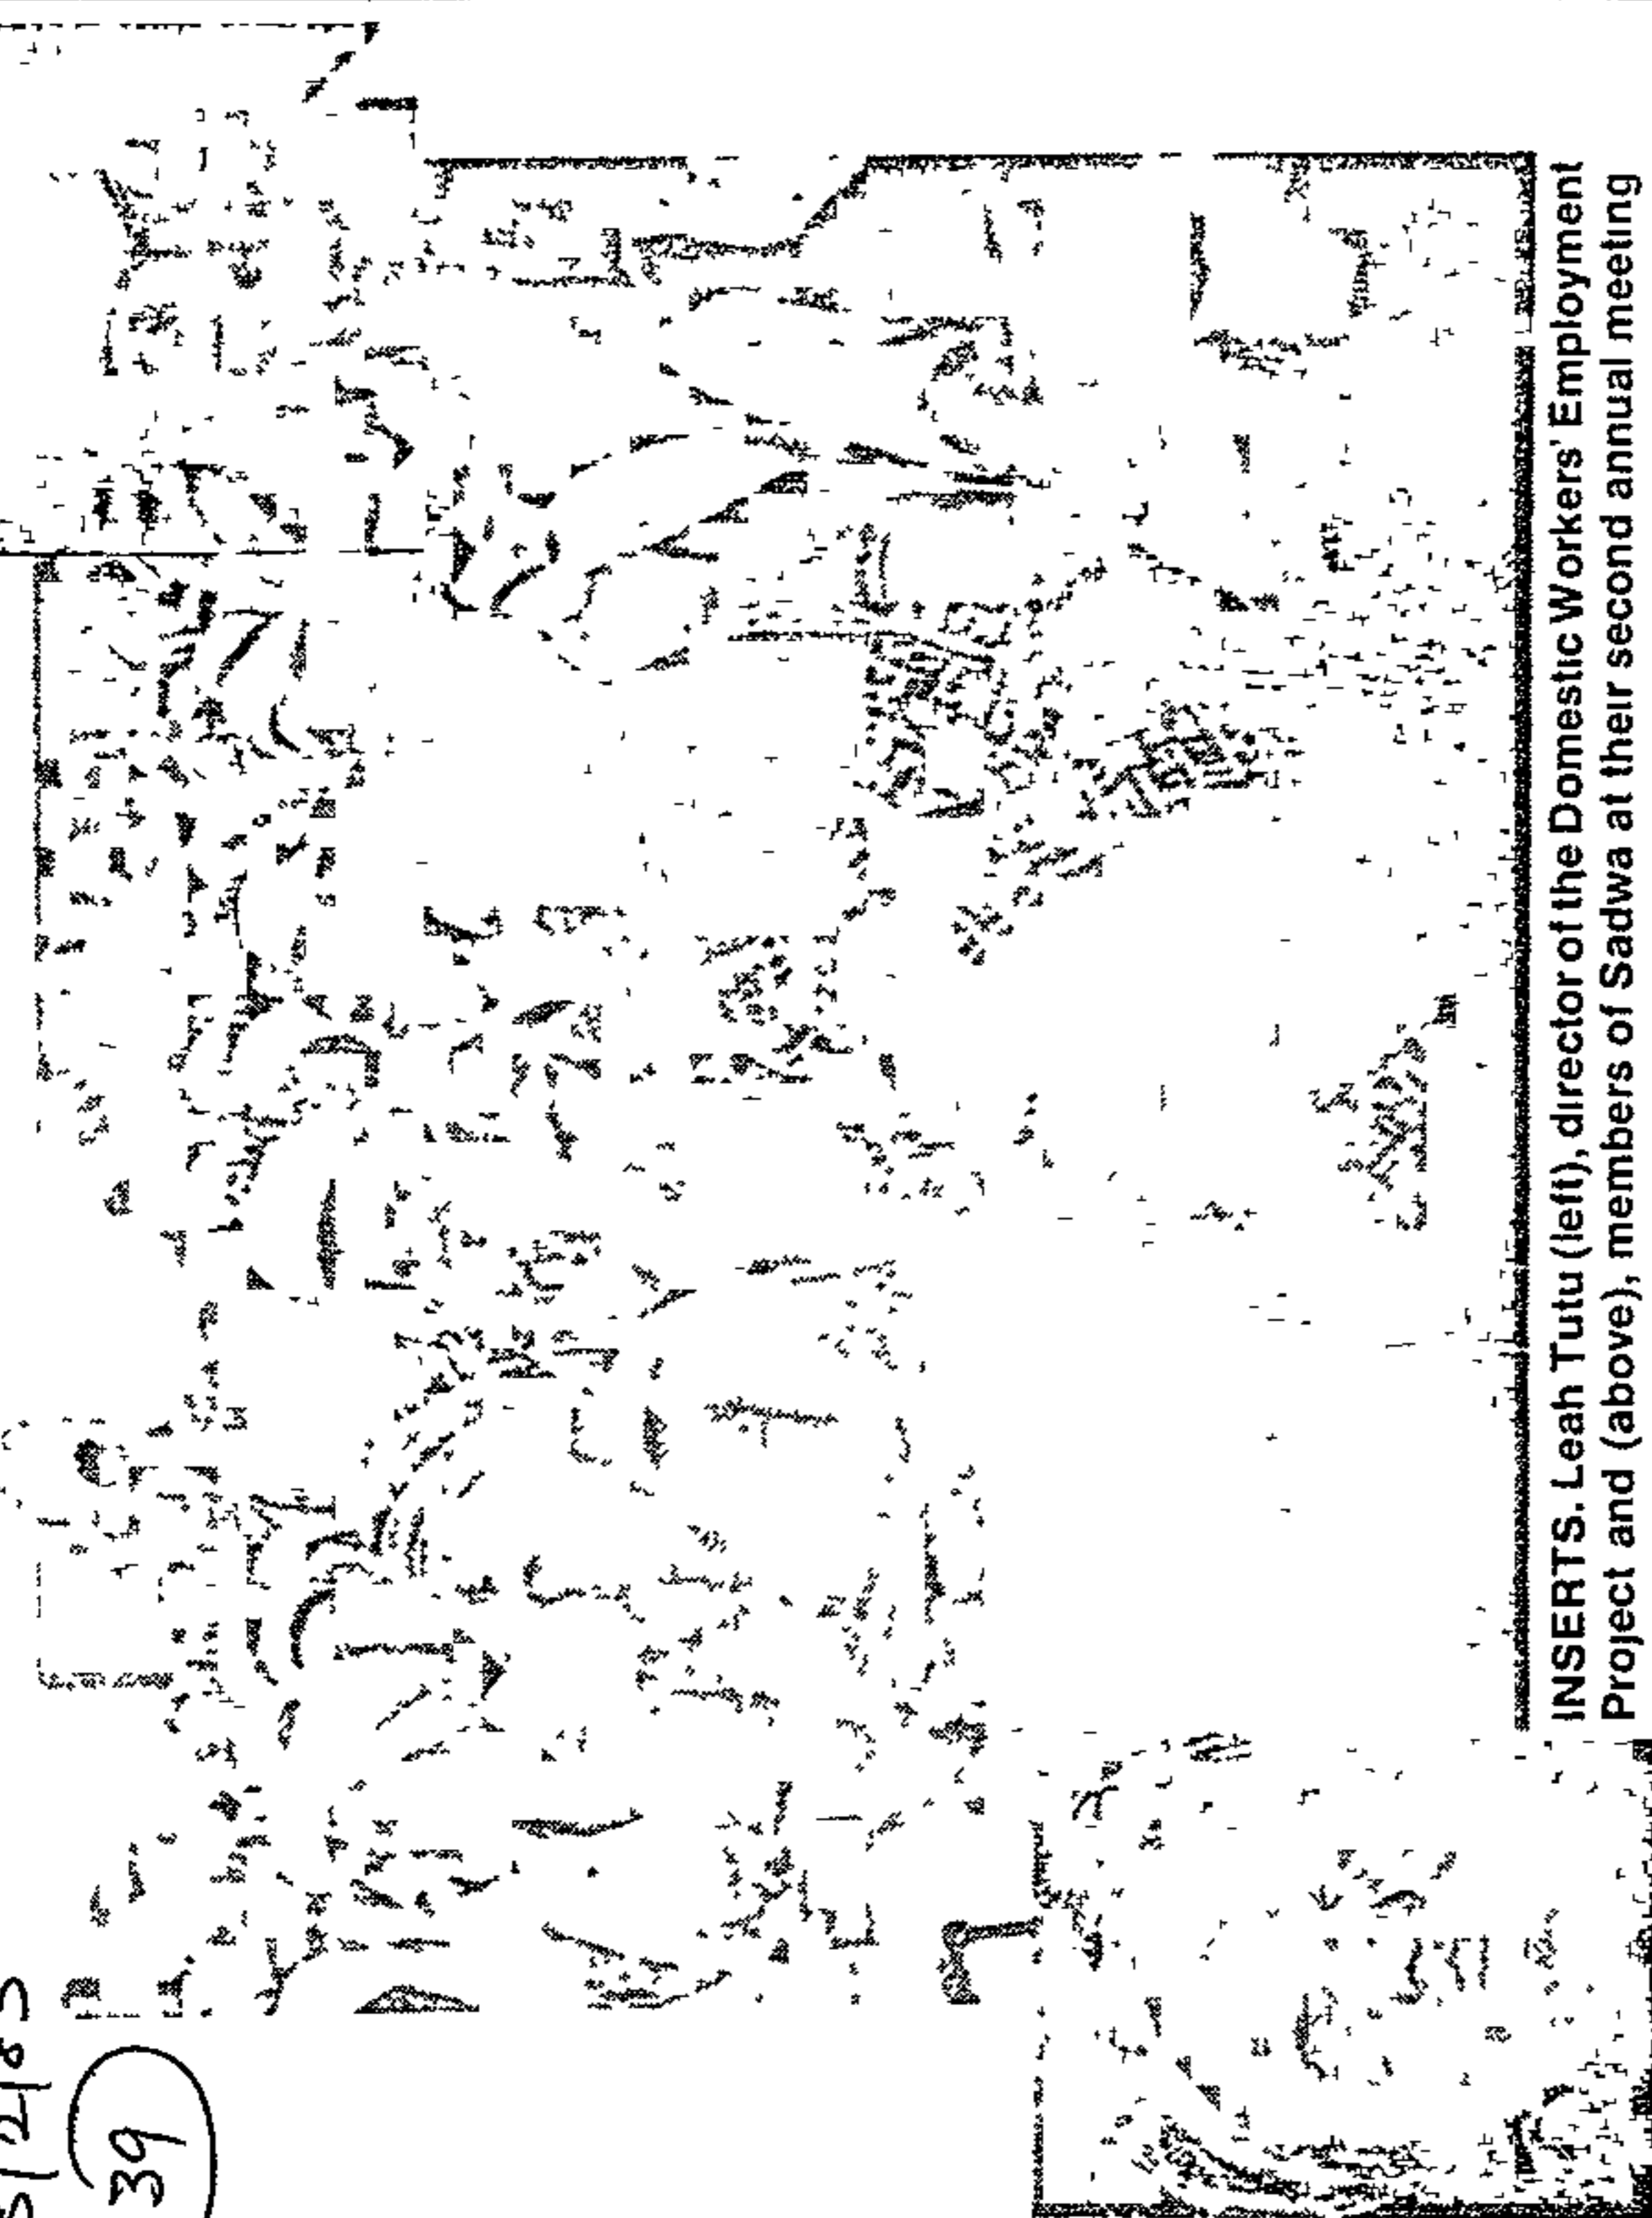 39
INSERTS. Leah Tutu (left), director of the Domestic Workers' Employment
Project and (above), members of Sadwa at their second annual meeting